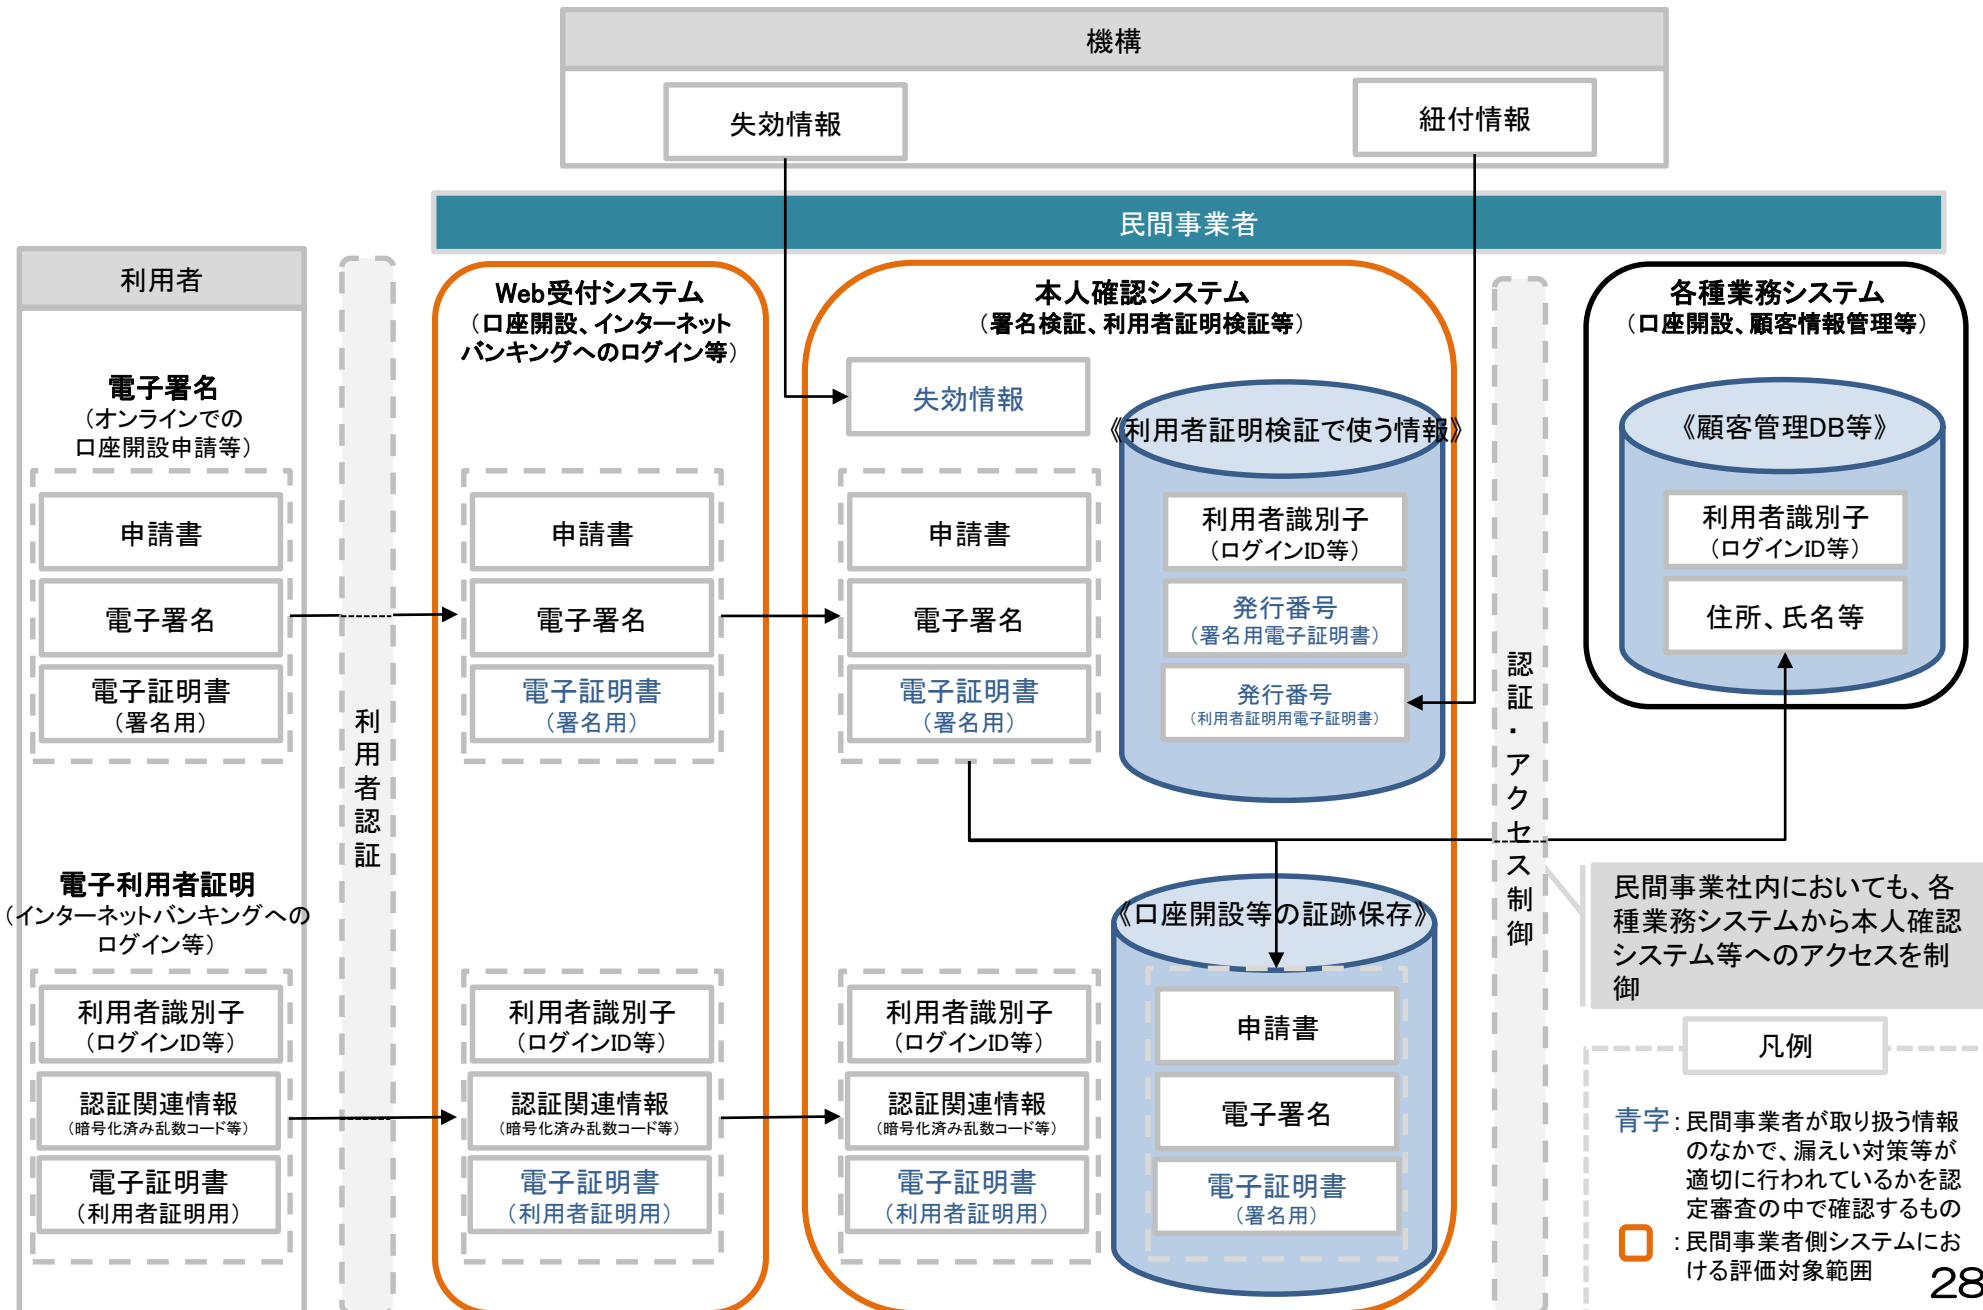 機構
失効情報
紐付情報
民間事業者
利用者
電子署名
（オンラインでの
口座開設申請等）
申請書
電子署名
電子証明書
（署名用）
電子利用者証明
（インターネットバンキングへの
ログイン等）
利用者識別子
（ログインID等）
認証関連情報
（暗号化済み乱数コード等）
電子証明書
（利用者証明用）
利用者認証
Web受付システム
（口座開設、インターネット
バンキングへのログイン等）
申請書
電子署名
電子証明書
（署名用）
利用者識別子
（ログインID等）
認証関連情報
（暗号化済み乱数コード等）
電子証明書
（利用者証明用）
本人確認システム
（署名検証、利用者証明検証等）
失効情報
申請書
電子署名
電子証明書
（署名用）
利用者識別子
（ログインID等）
認証関連情報
（暗号化済み乱数コード等）
電子証明書
（利用者証明用）
《利用者証明検証で使う情報》
利用者識別子
（ログインID等）
発行番号
（署名用電子証明書）
発行番号
（利用者証明用電子証明書）
《口座開設等の証跡保存》
申請書
電子署名
電子証明書
（署名用）
認証・アクセス制御
各種業務システム
（口座開設、顧客情報管理等）
《顧客管理DB等》
利用者識別子
（ログインID等）
住所、氏名等
民間事業社内においても、各
種業務システムから本人確認
システム等へのアクセスを制
御
凡例
青字：民間事業者が取り扱う情報
のなかで、漏えい対策等が
適切に行われているかを認
定審査の中で確認するもの
：民間事業者側システムにお
ける評価対象範囲
28